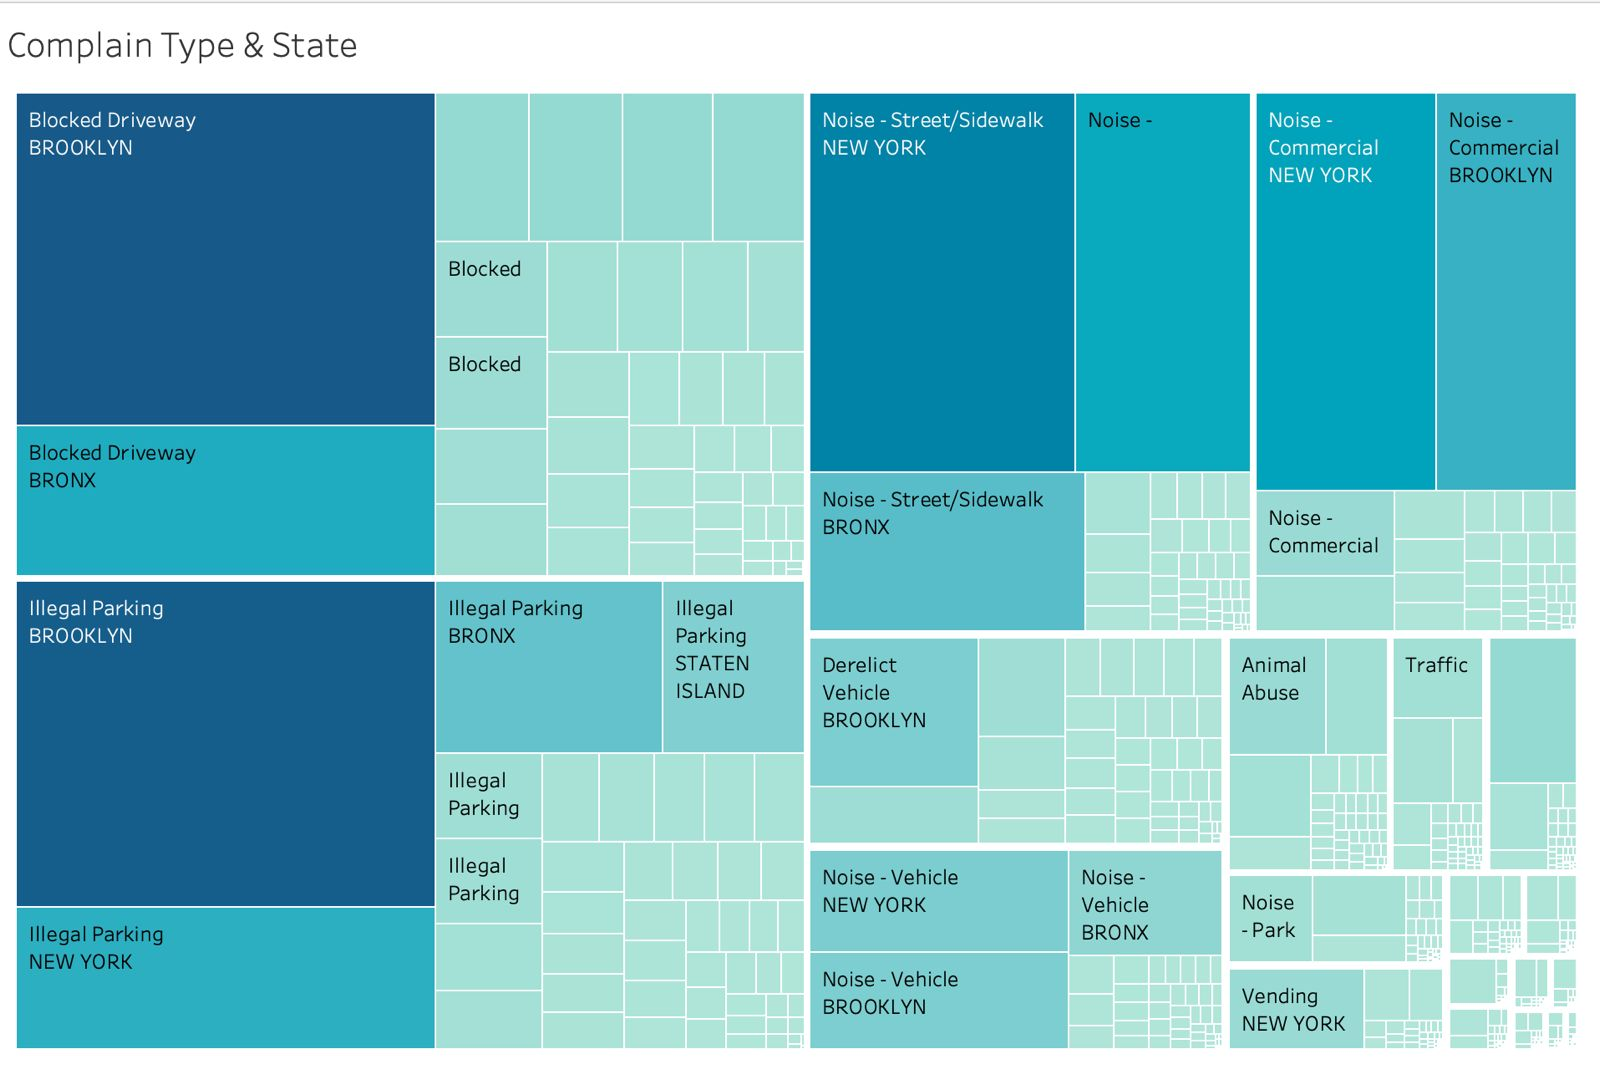 Complain Type & State
Blocked Driveway
BROOKLYN
Blocked Driveway
BRONX
Blocked
Blocked
Illegal Parking
BROOKLYN
Illegal Parking
NEW YORK
Illegal Parking
BRONX
Illegal
Parking
STATEN
ISLAND
Illegal
Parking
Illegal
Parking
Noise - Street/Sidewalk
NEW YORK
Noise -
Noise - Street/Sidewalk
BRONX
Noise -
Commercial
NEW YORK
Noise -
Commercial
BROOKLYN
Noise -
Commercial
Derelict
Vehicle
BROOKLYN
Noise - Vehicle
NEW YORK
Noise - Vehicle
BROOKLYN
Noise -
Vehicle
BRONX
Animal
Abuse
Traffic
Noise
- Park
Vending
NEW YORK